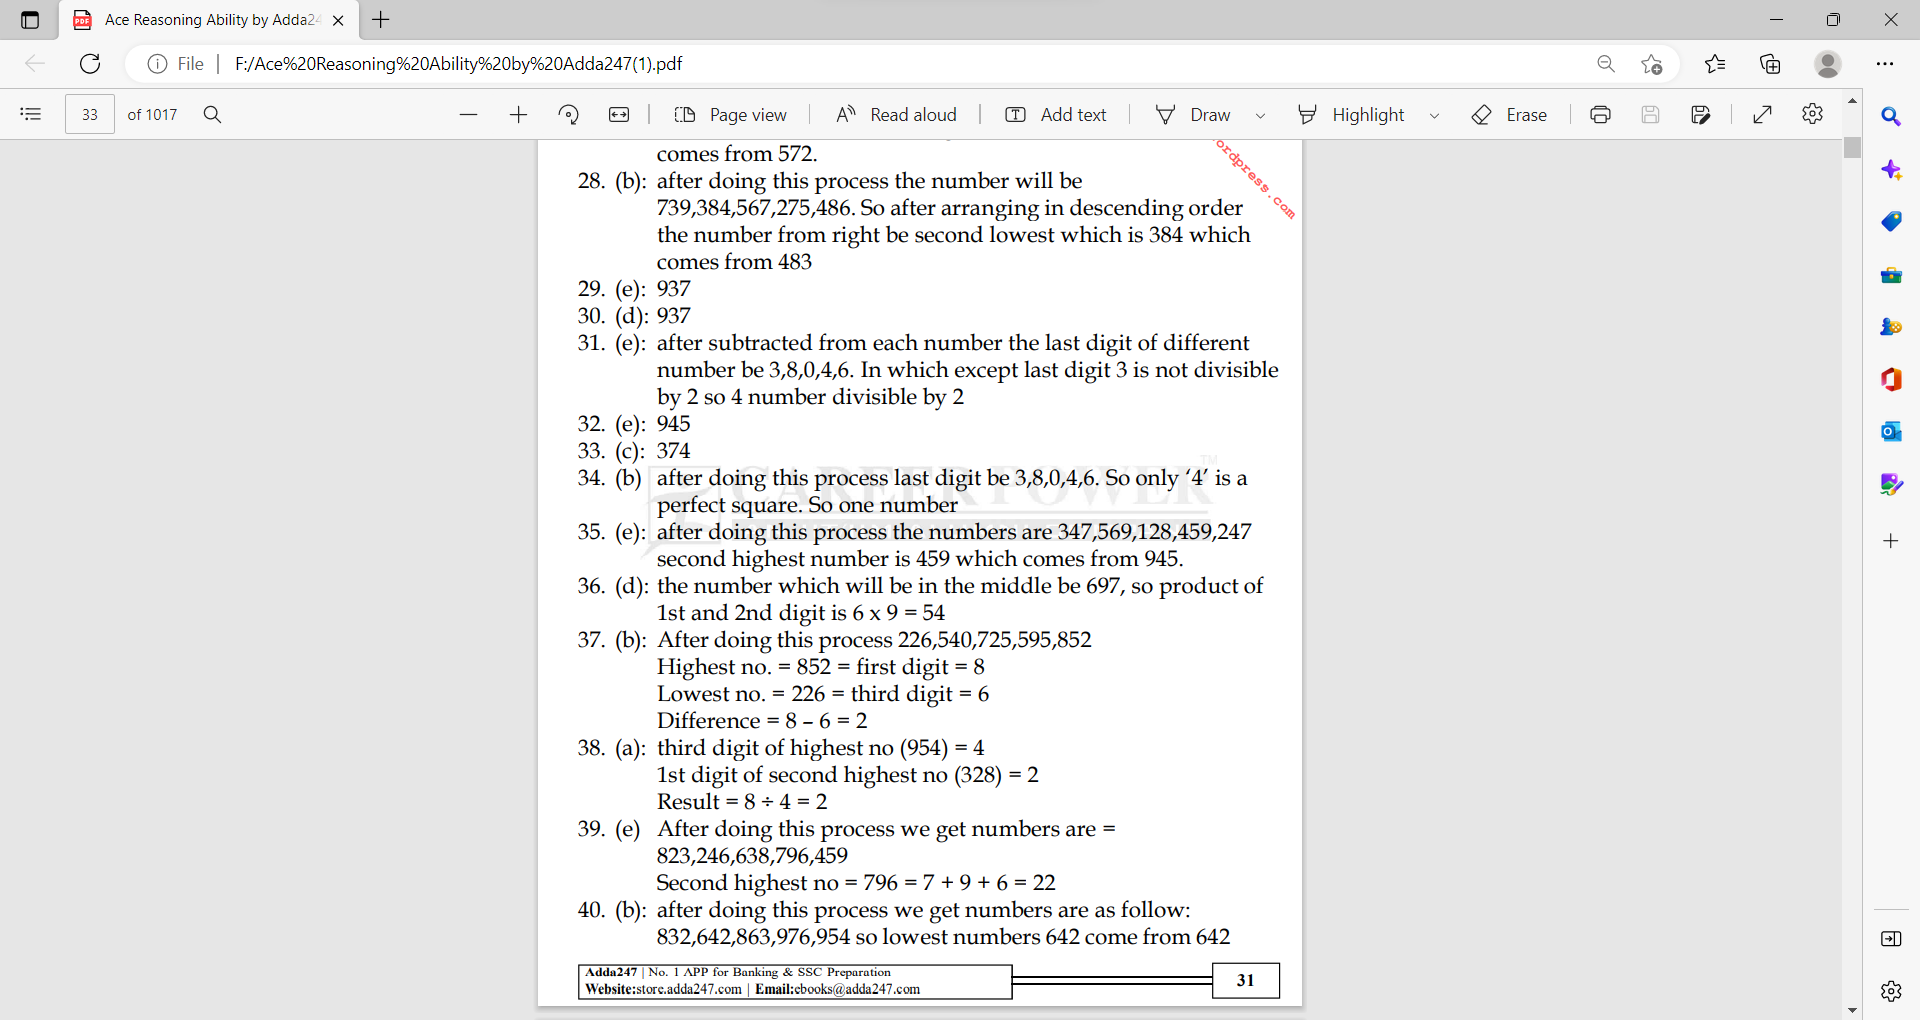 Ace Reasoning Ability by Adda24
File | F:/Ace%20Reasoning%20Ability%20by%20Adda247(1).pdf
33 of 1017
Page view
Read aloud
Add text
Draw
Highlight
Erase
ordpress.com
comes from 572.
28. (b): after doing this process the number will be
739,384,567,275,486. So after arranging in descending order
the number from right be second lowest which is 384 which
comes from 483
29. (e): 937
30. (d): 937
31. (e): after subtracted from each number the last digit of different
number be 3,8,0,4,6. In which except last digit 3 is not divisible
by 2 so 4 number divisible by 2
32. (e): 945
33. (c): 374
CAREER POWER™
34. (b) after doing this process last digit be 3,8,0,4,6. So only ‘4’ is a
perfect square. So one number
35. (e): after doing this process the numbers are 347,569,128,459,247
second highest number is 459 which comes from 945.
36. (d): the number which will be in the middle be 697, so product of
1st and 2nd digit is 6 x 9 = 54
37. (b): After doing this process 226,540,725,595,852
Highest no. = 852 = first digit = 8
Lowest no. = 226 = third digit = 6
Difference = 8 – 6 = 2
38. (a): third digit of highest no (954) = 4
1st digit of second highest no (328) = 2
Result = 8 ÷ 4 = 2
39. (e) After doing this process we get numbers are =
823,246,638,796,459
Second highest no = 796 = 7 + 9 + 6 = 22
40. (b): after doing this process we get numbers are as follow:
832,642,863,976,954 so lowest numbers 642 come from 642
Adda247 | No. 1 APP for Banking & SSC Preparation
Website:store.adda247.com | Email:ebooks@adda247.com
31